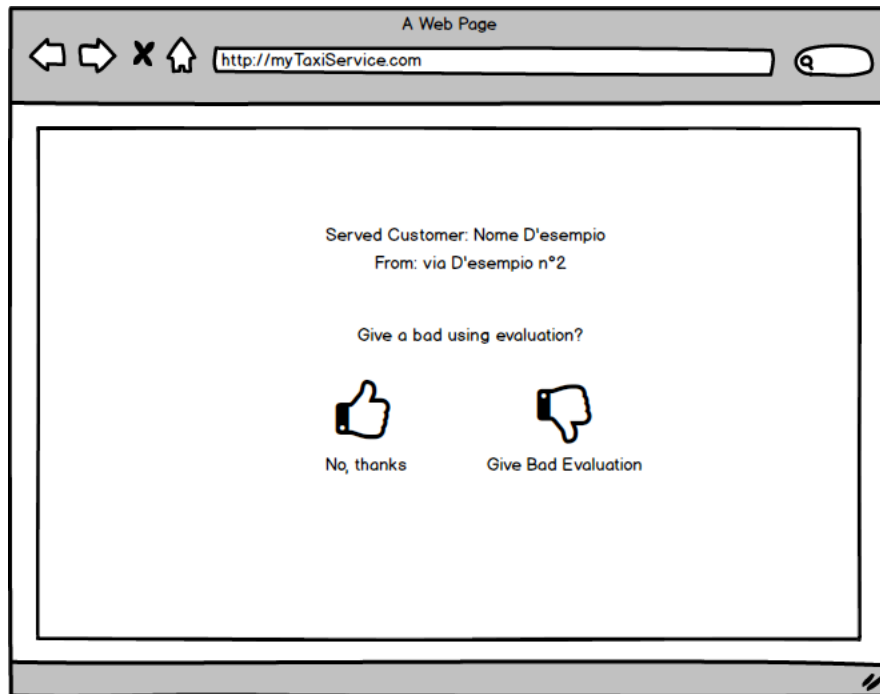 A Web Page
http://myTaxiService.com
Served Customer: Nome D'esempio
From: via D'esempio n°2
Give a bad using evaluation?
No, thanks
Give Bad Evaluation